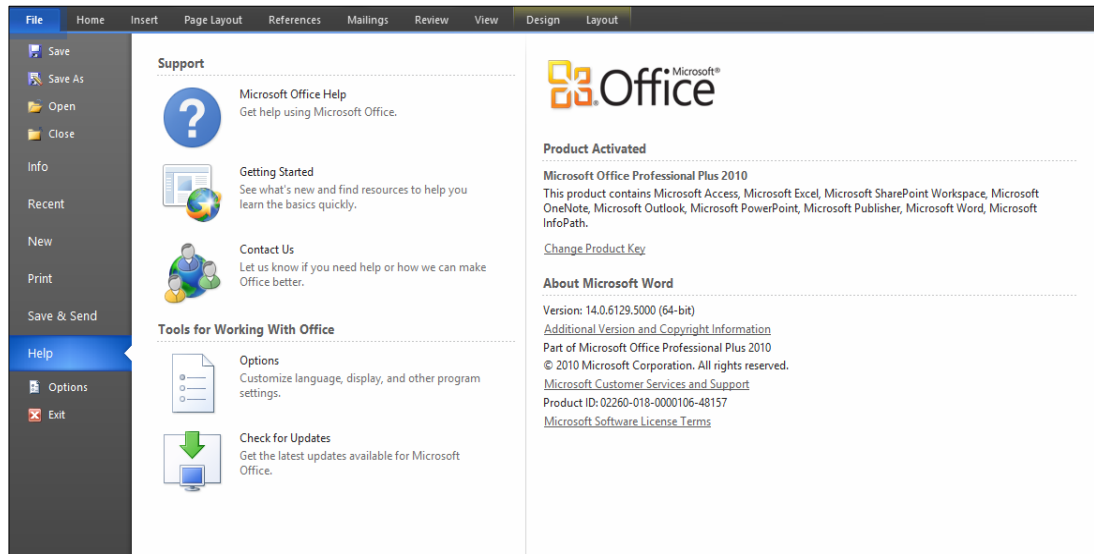 File Home Insert Page Layout References Mailings Review View Design Layout
Save
Save As
Open
Close
Info
Recent
New
Print
Save & Send
Help
Options
Exit
Support
Microsoft Office Help
Get help using Microsoft Office.
Getting Started
See what's new and find resources to help you
learn the basics quickly.
Contact Us
Let us know if you need help or how we can make
Office better.
Tools for Working With Office
Options
Customize language, display, and other program
settings.
Check for Updates
Get the latest updates available for Microsoft
Office.
Microsoft®
Office
Product Activated
Microsoft Office Professional Plus 2010
This product contains Microsoft Access, Microsoft Excel, Microsoft SharePoint Workspace, Microsoft
OneNote, Microsoft Outlook, Microsoft PowerPoint, Microsoft Publisher, Microsoft Word, Microsoft
InfoPath.
Change Product Key
About Microsoft Word
Version: 14.0.6129.5000 (64-bit)
Additional Version and Copyright Information
Part of Microsoft Office Professional Plus 2010
© 2010 Microsoft Corporation. All rights reserved.
Microsoft Customer Services and Support
Product ID: 02260-018-0000106-48157
Microsoft Software License Terms